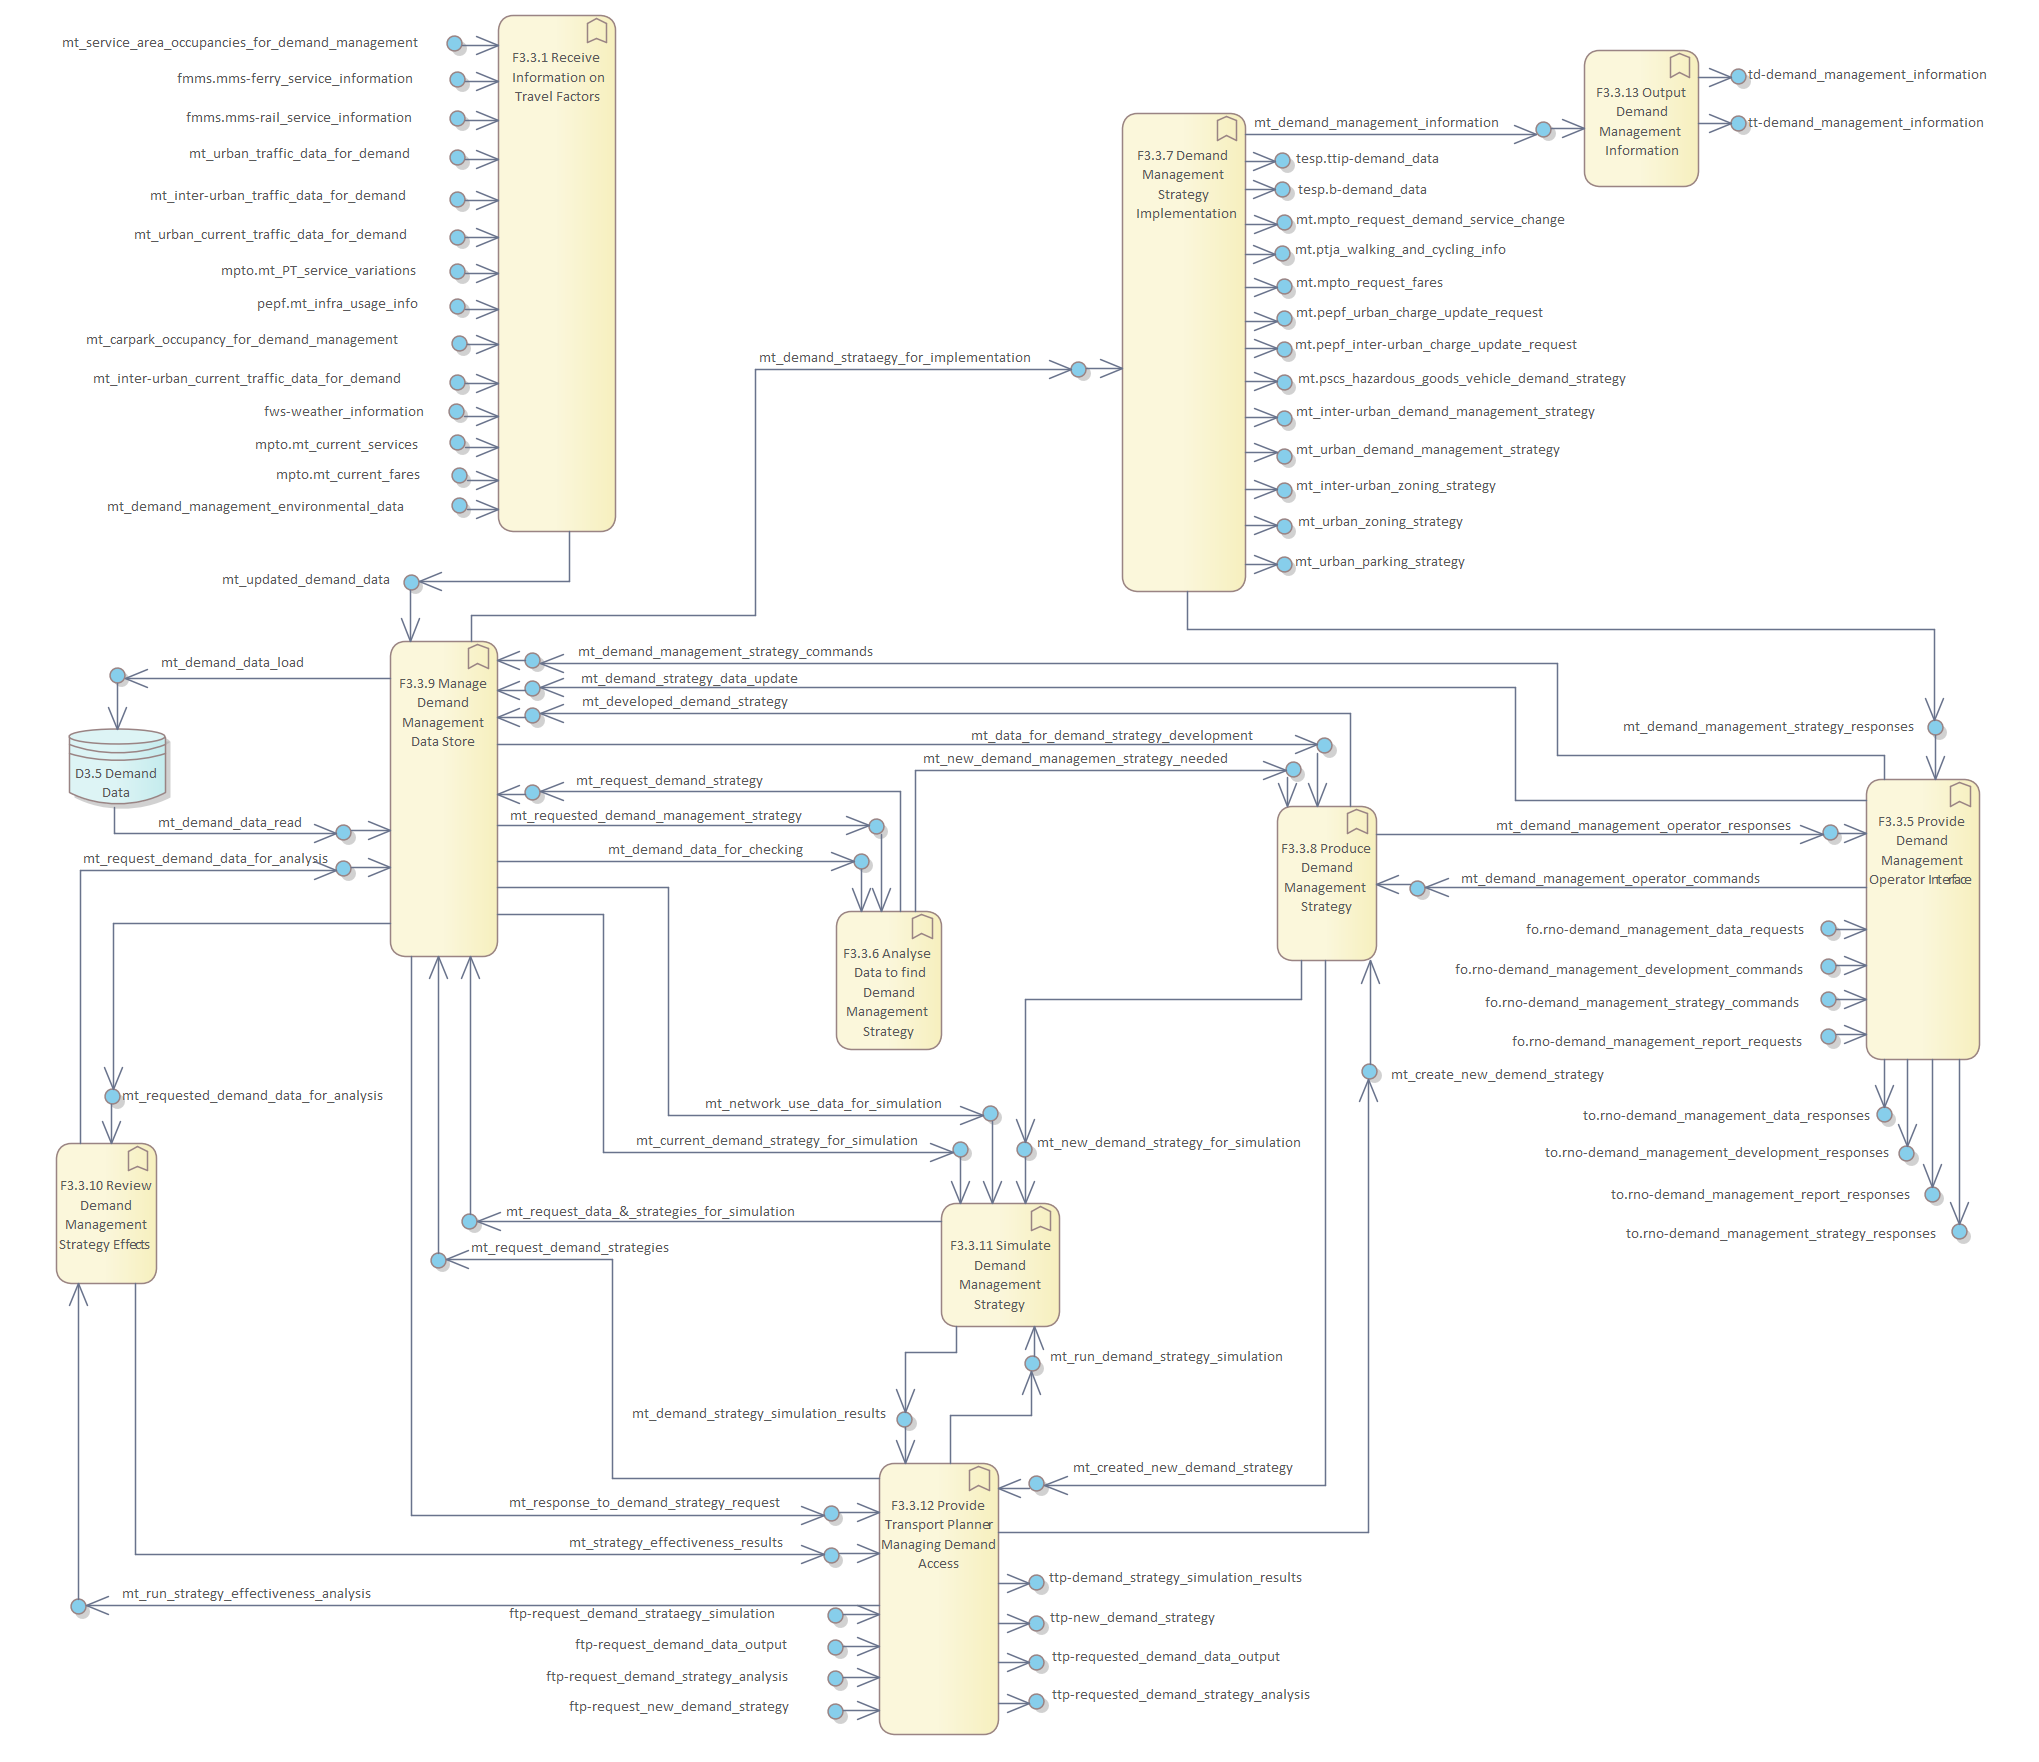 mt_service_area_occupancies_for_demand_management
fmms.mms-ferry_service_information
fmms.mms-rail_service_information
mt_urban_traffic_data_for_demand
mt_inter-urban_traffic_data_for_demand
mt_urban_current_traffic_data_for_demand
mpto.mt_PT_service_variations
pepf.mt_infra_usage_info
mt_carpark_occupancy_for_demand_management
mt_inter-urban_current_traffic_data_for_demand
fws-weather_information
mpto.mt_current_services
mpto.mt_current_fares
mt_demand_management_environmental_data
F3.3.1 Receive
Information on
Travel Factors
mt_updated_demand_data
mt_demand_strataegy_for_implementation
F3.3.7 Demand
Management
Strategy
Implementation
mt_demand_management_information
tesp.ttip-demand_data
tesp.b-demand_data
mt.mpto_request_demand_service_change
mt.ptja_walking_and_cycling_info
mt.mpto_request_fares
mt.pepf_urban_charge_update_request
mt.pepf_inter-urban_charge_update_request
mt.pscs_hazardous_goods_vehicle_demand_strategy
mt_inter-urban_demand_management_strategy
mt_urban_demand_management_strategy
mt_inter-urban_zoning_strategy
mt_urban_zoning_strategy
mt_urban_parking_strategy
F3.3.13 Output
Demand
Management
Information
td-demand_management_information
tt-demand_management_information
mt_demand_data_load
D3.5 Demand
Data
mt_demand_data_read
mt_request_demand_data_for_analysis
F3.3.9 Manage
Demand
Management
Data Store
mt_demand_management_strategy_commands
mt_demand_strategy_data_update
mt_developed_demand_strategy
mt_data_for_demand_strategy_development
mt_new_demand_managemen_strategy_needed
mt_request_demand_strategy
mt_requested_demand_management_strategy
mt_demand_data_for_checking
F3.3.6 Analyse
Data to find
Demand
Management
Strategy
F3.3.8 Produce
Demand
Management
Strategy
mt_demand_management_strategy_responses
mt_demand_management_operator_responses
mt_demand_management_operator_commands
F3.3.5 Provide
Demand
Management
Operator Interface
fo.rno-demand_management_data_requests
fo.rno-demand_management_development_commands
fo.rno-demand_management_strategy_commands
fo.rno-demand_management_report_requests
mt_create_new_demend_strategy
to.rno-demand_management_data_responses
to.rno-demand_management_development_responses
to.rno-demand_management_report_responses
to.rno-demand_management_strategy_responses
mt_requested_demand_data_for_analysis
F3.3.10 Review
Demand
Management
Strategy Effects
mt_network_use_data_for_simulation
mt_current_demand_strategy_for_simulation
mt_new_demand_strategy_for_simulation
mt_request_data_&_strategies_for_simulation
mt_request_demand_strategies
F3.3.11 Simulate
Demand
Management
Strategy
mt_run_demand_strategy_simulation
mt_demand_strategy_simulation_results
mt_created_new_demand_strategy
mt_response_to_demand_strategy_request
mt_strategy_effectiveness_results
mt_run_strategy_effectiveness_analysis
F3.3.12 Provide
Transport Planner
Managing Demand
Access
ftp-request_demand_strataegy_simulation
ftp-request_demand_data_output
ftp-request_demand_strategy_analysis
ftp-request_new_demand_strategy
ttp-demand_strategy_simulation_results
ttp-new_demand_strategy
ttp-requested_demand_data_output
ttp-requested_demand_strategy_analysis